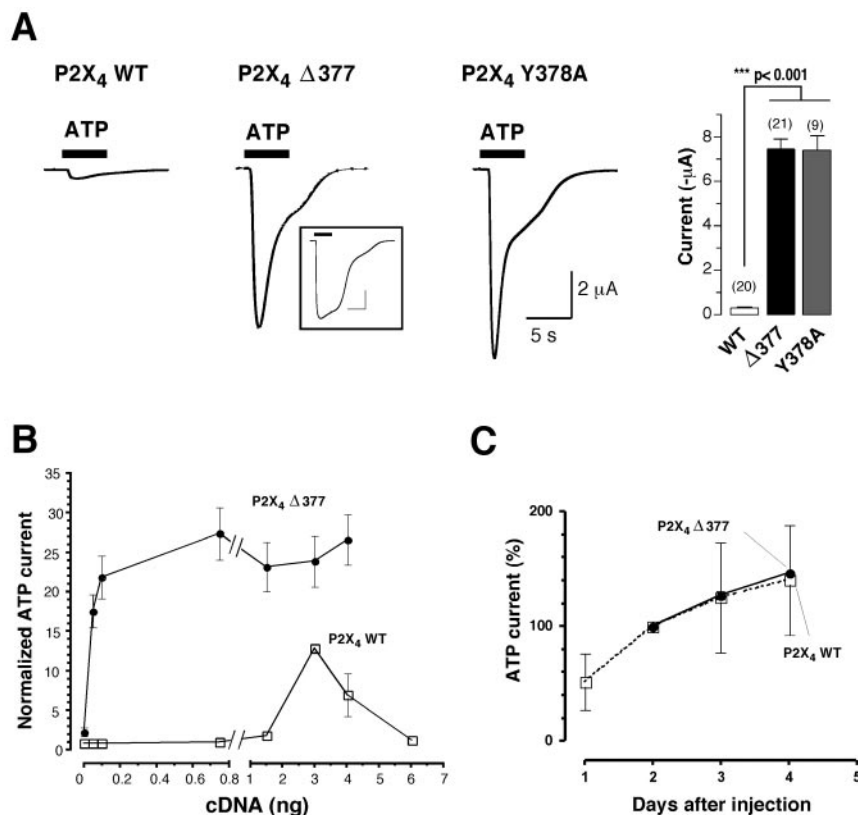 A
P2X4 WT
P2X4 Δ377
P2X4 Y378A
ATP
ATP
ATP
2 μA
5 s
*** p< 0.001
Current (-μA)
8
6
4
2
0
(20)
(21)
(9)
WT
Δ377
Y378A
B
Normalized ATP current
35
30
25
20
15
10
5
0
P2X4 Δ377
P2X4 WT
0 0.2 0.4 0.6 0.8 1 2 3 4 5 6 7
cDNA (ng)
C
ATP current (%)
200
100
0
P2X4 Δ377
P2X4 WT
1 2 3 4 5
Days after injection